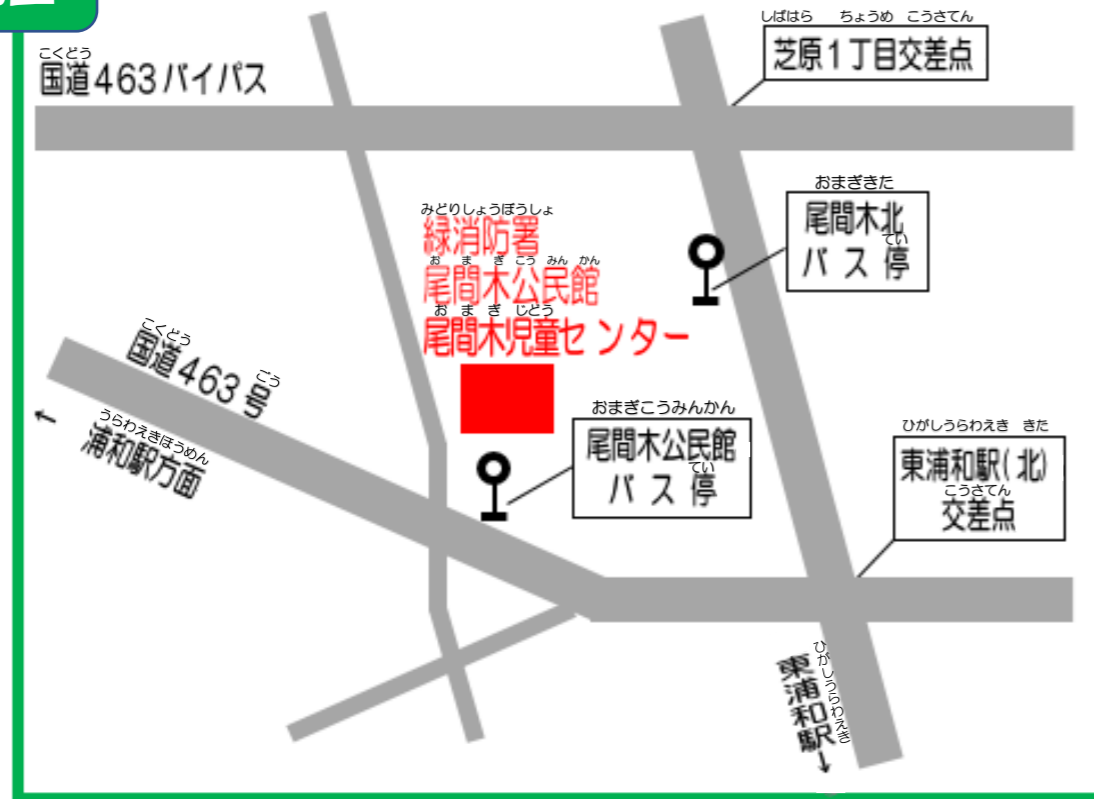 しばはら ちょうめ こうさてん
芝原1丁目交差点
こくどう
国道463バイパス
おまぎきた
尾間木北
てい
バス停
みどりしょうぼうしょ
緑消防署
おまぎこうみんかん
尾間木公民館
おまぎじどう
尾間木児童センター
こくどう ごう
国道463号
←
うらわえきほうめん
浦和駅方面
おまぎこうみんかん
尾間木公民館
てい
バス停
ひがしうらわえき きた
東浦和駅(北)
こうさてん
交差点
ひがしうらわえき
東浦和駅→